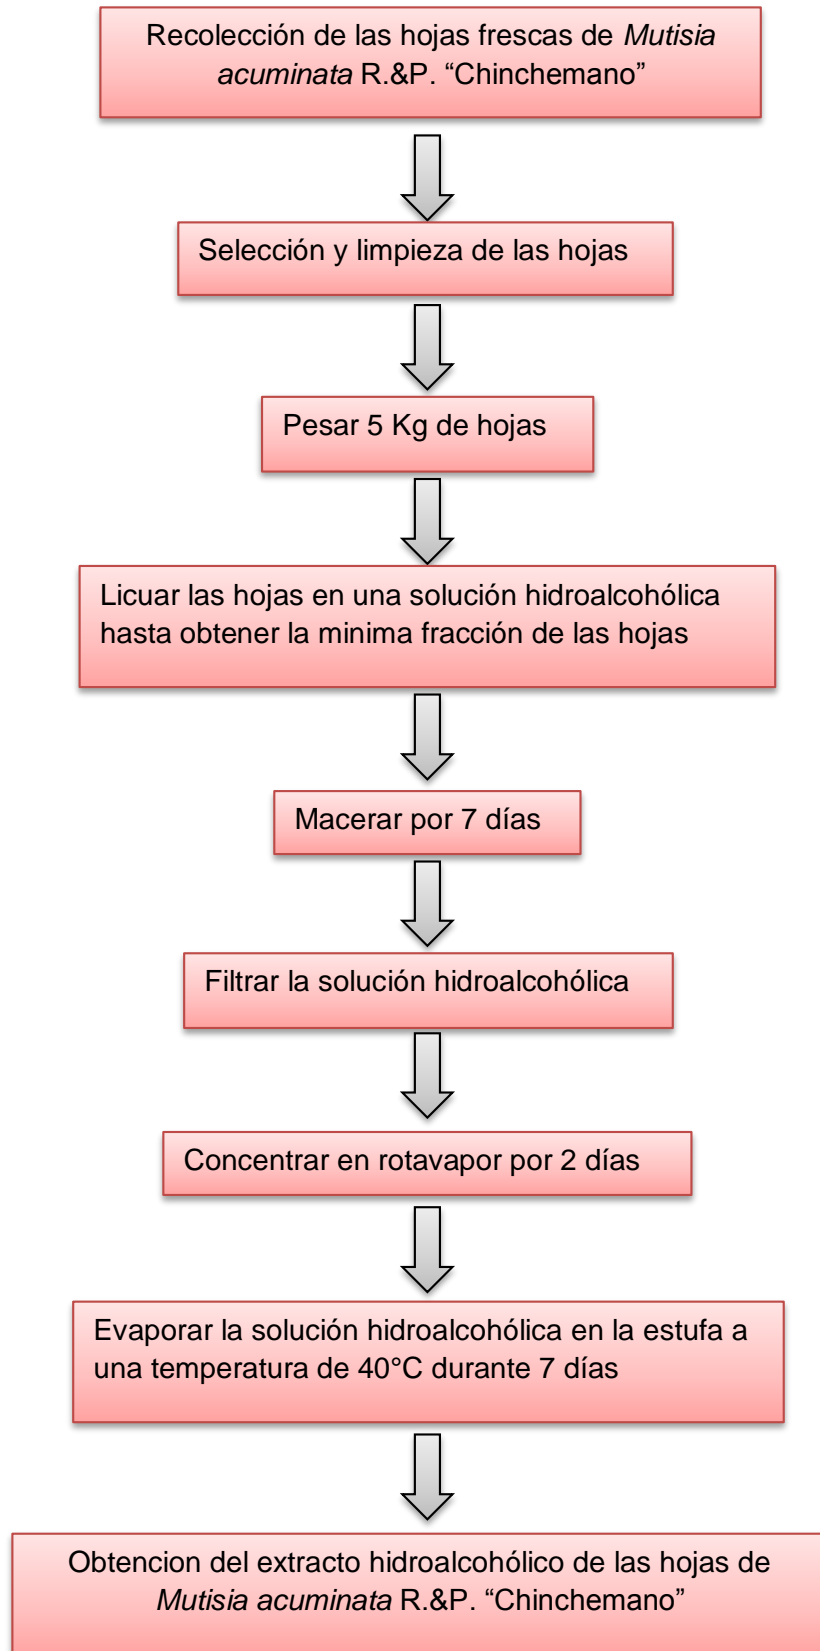 Recolección de las hojas frescas de Mutisia
acuminata R.&P. “Chinchemano”
Selección y limpieza de las hojas
Pesar 5 Kg de hojas
Licuar las hojas en una solución hidroalcohólica
hasta obtener la minima fracción de las hojas
Macerar por 7 días
Filtrar la solución hidroalcohólica
Concentrar en rotavapor por 2 días
Evaporar la solución hidroalcohólica en la estufa a
una temperatura de 40°C durante 7 días
Obtencion del extracto hidroalcohólico de las hojas de
Mutisia acuminata R.&P. “Chinchemano”